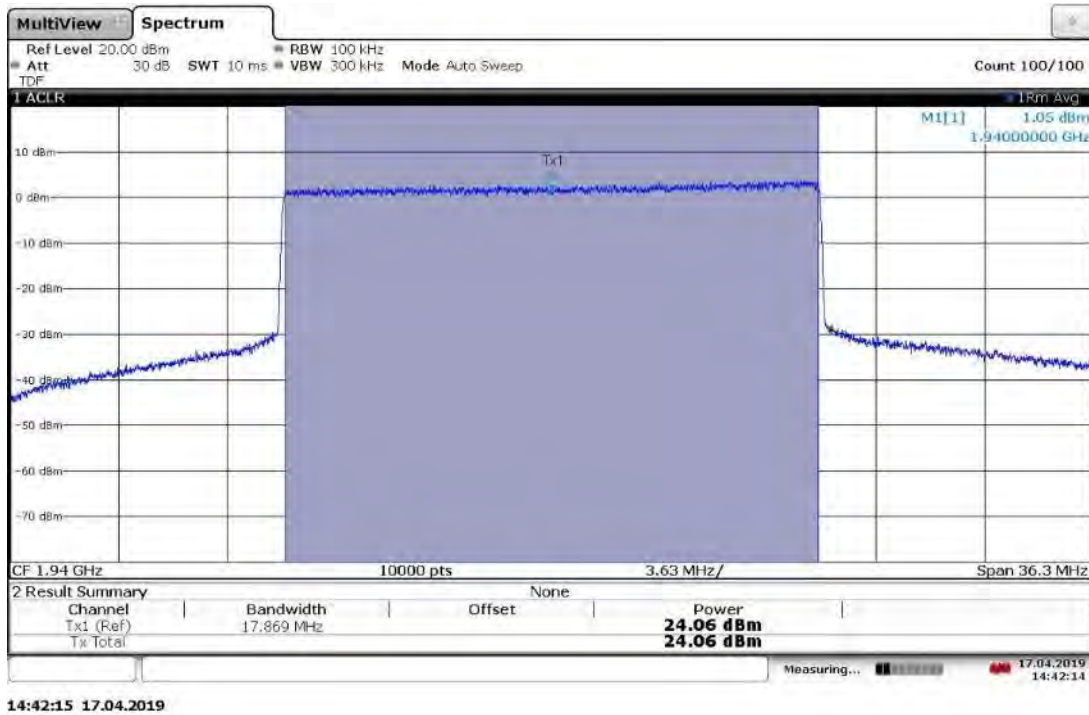 MultiView Spectrum
Ref Level 20.00 dBm RBW 100 kHz
Att 30 dB SWT 10 ms VBW 300 kHz Mode Auto Sweep Count 100/100
TDF
1 ACLR 1Rm Avg
M1[1] 1.05 dBm
1.94000000 GHz
10 dBm
Tx1
0 dBm
-10 dBm
-20 dBm
-30 dBm
-40 dBm
-50 dBm
-60 dBm
-70 dBm
CF 1.94 GHz 10000 pts 3.63 MHz/ Span 36.3 MHz
2 Result Summary None
Channel Bandwidth Offset Power
Tx1 (Ref) 17.869 MHz 24.06 dBm
Tx Total 24.06 dBm
Measuring... 17.04.2019
14:42:14
14:42:15 17.04.2019